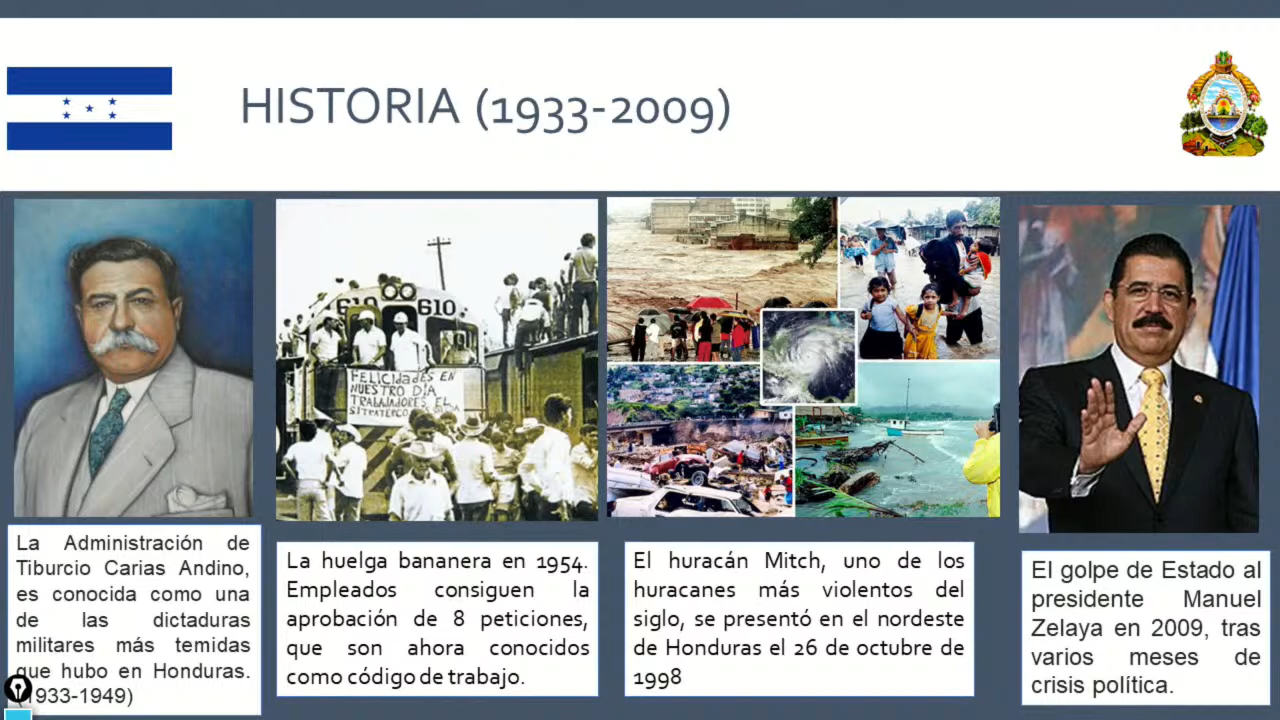 HISTORIA (1933-2009)
610 610
FELICIDADES EN
NUESTRO DIA
TRABAJADORES EL
SITRATERCO
La Administración de
Tiburcio Carias Andino,
es conocida como una
de las dictaduras
militares más temidas
que hubo en Honduras.
1933-1949)
La huelga bananera en 1954.
Empleados consiguen la
aprobación de 8 peticiones,
que son ahora conocidos
como código de trabajo.
El huracán Mitch, uno de los
huracanes más violentos del
siglo, se presentó en el nordeste
de Honduras el 26 de octubre de
1998
El golpe de Estado al
presidente Manuel
Zelaya en 2009, tras
varios meses de
crisis política.